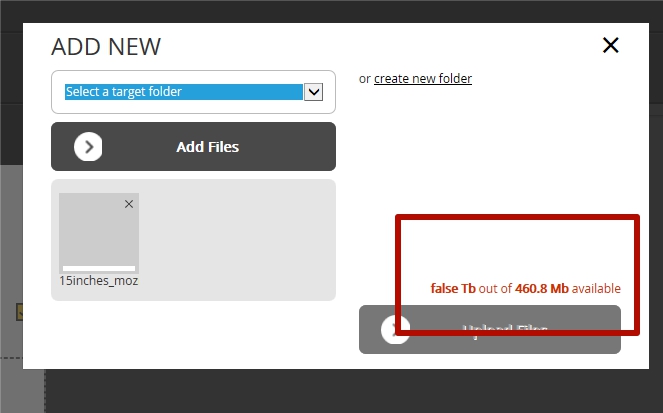 ADD NEW
Select a target folder
or create new folder
Add Files
15inches_moz
false Tb out of 460.8 Mb available
Upload Files